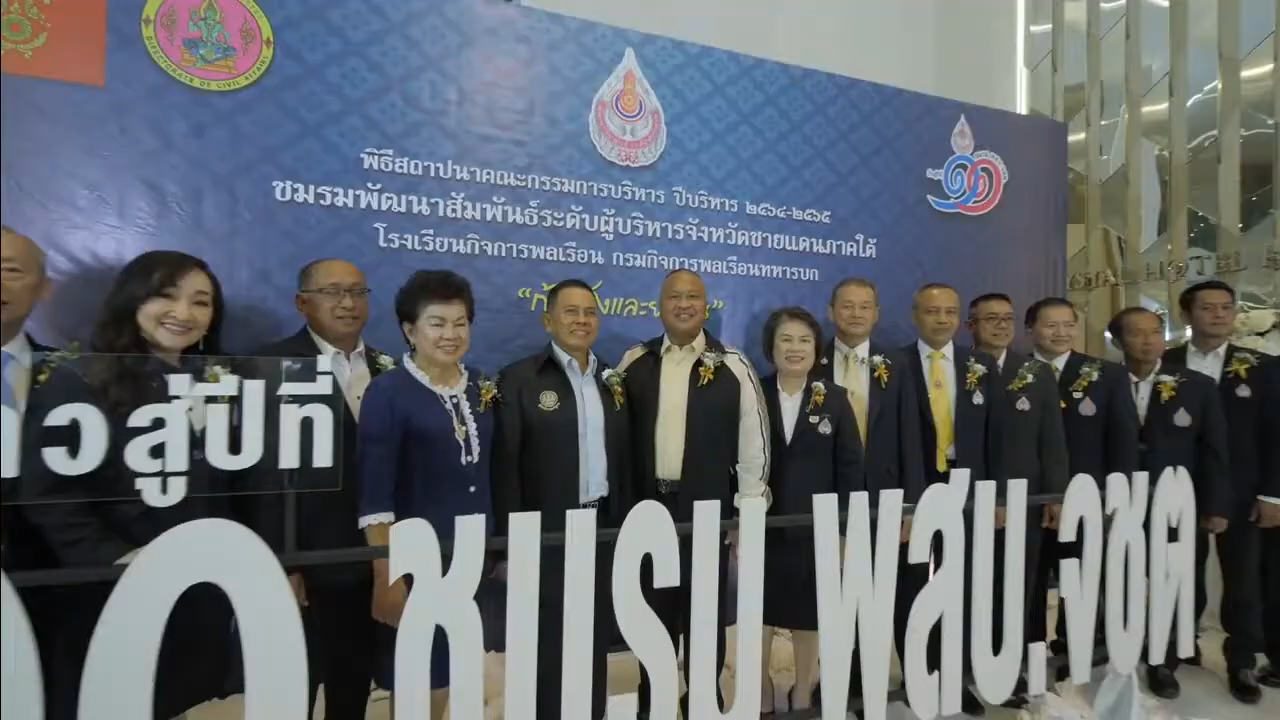 DIRECTORATE OF CIVIL AFFAIRS
พิธีสถาปนาคณะกรรมการบริหาร ปีบริหาร ๒๕๖๔-๒๕๖๕
ชมรมพัฒนาสัมพันธ์ระดับผู้บริหารจังหวัดชายแดนภาคใต้
โรงเรียนกิจการพลเรือน กรมกิจการพลเรือนทหารบก
HOTEL
สู่ปีที่
ชมรม พสบ.จชต